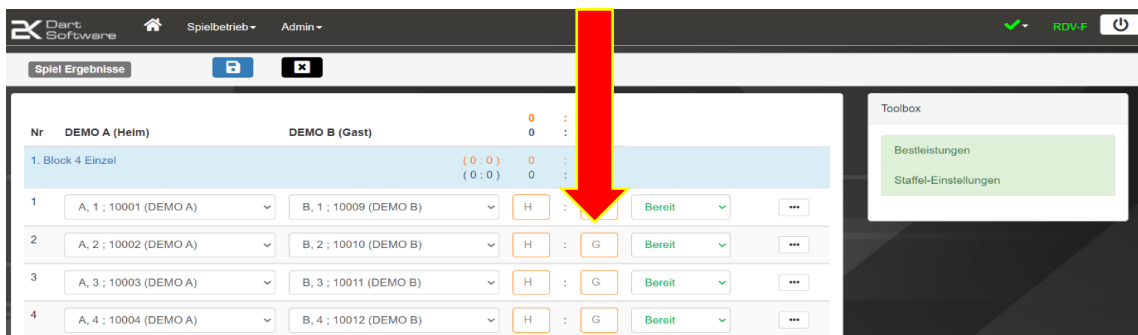 2K Dart Software Spielbetrieb Admin RDV-F
Spiel Ergebnisse
Toolbox
0 :
Nr DEMO A (Heim) DEMO B (Gast) 0 :
Bestleistungen
1. Block 4 Einzel ( 0 : 0 ) 0 :
( 0 : 0 ) 0 :
Staffel-Einstellungen
1 A, 1 ; 10001 (DEMO A) B, 1 ; 10009 (DEMO B) H : Bereit
2 A, 2 ; 10002 (DEMO A) B, 2 ; 10010 (DEMO B) H : G Bereit
3 A, 3 ; 10003 (DEMO A) B, 3 ; 10011 (DEMO B) H : G Bereit
4 A, 4 ; 10004 (DEMO A) B, 4 ; 10012 (DEMO B) H : G Bereit